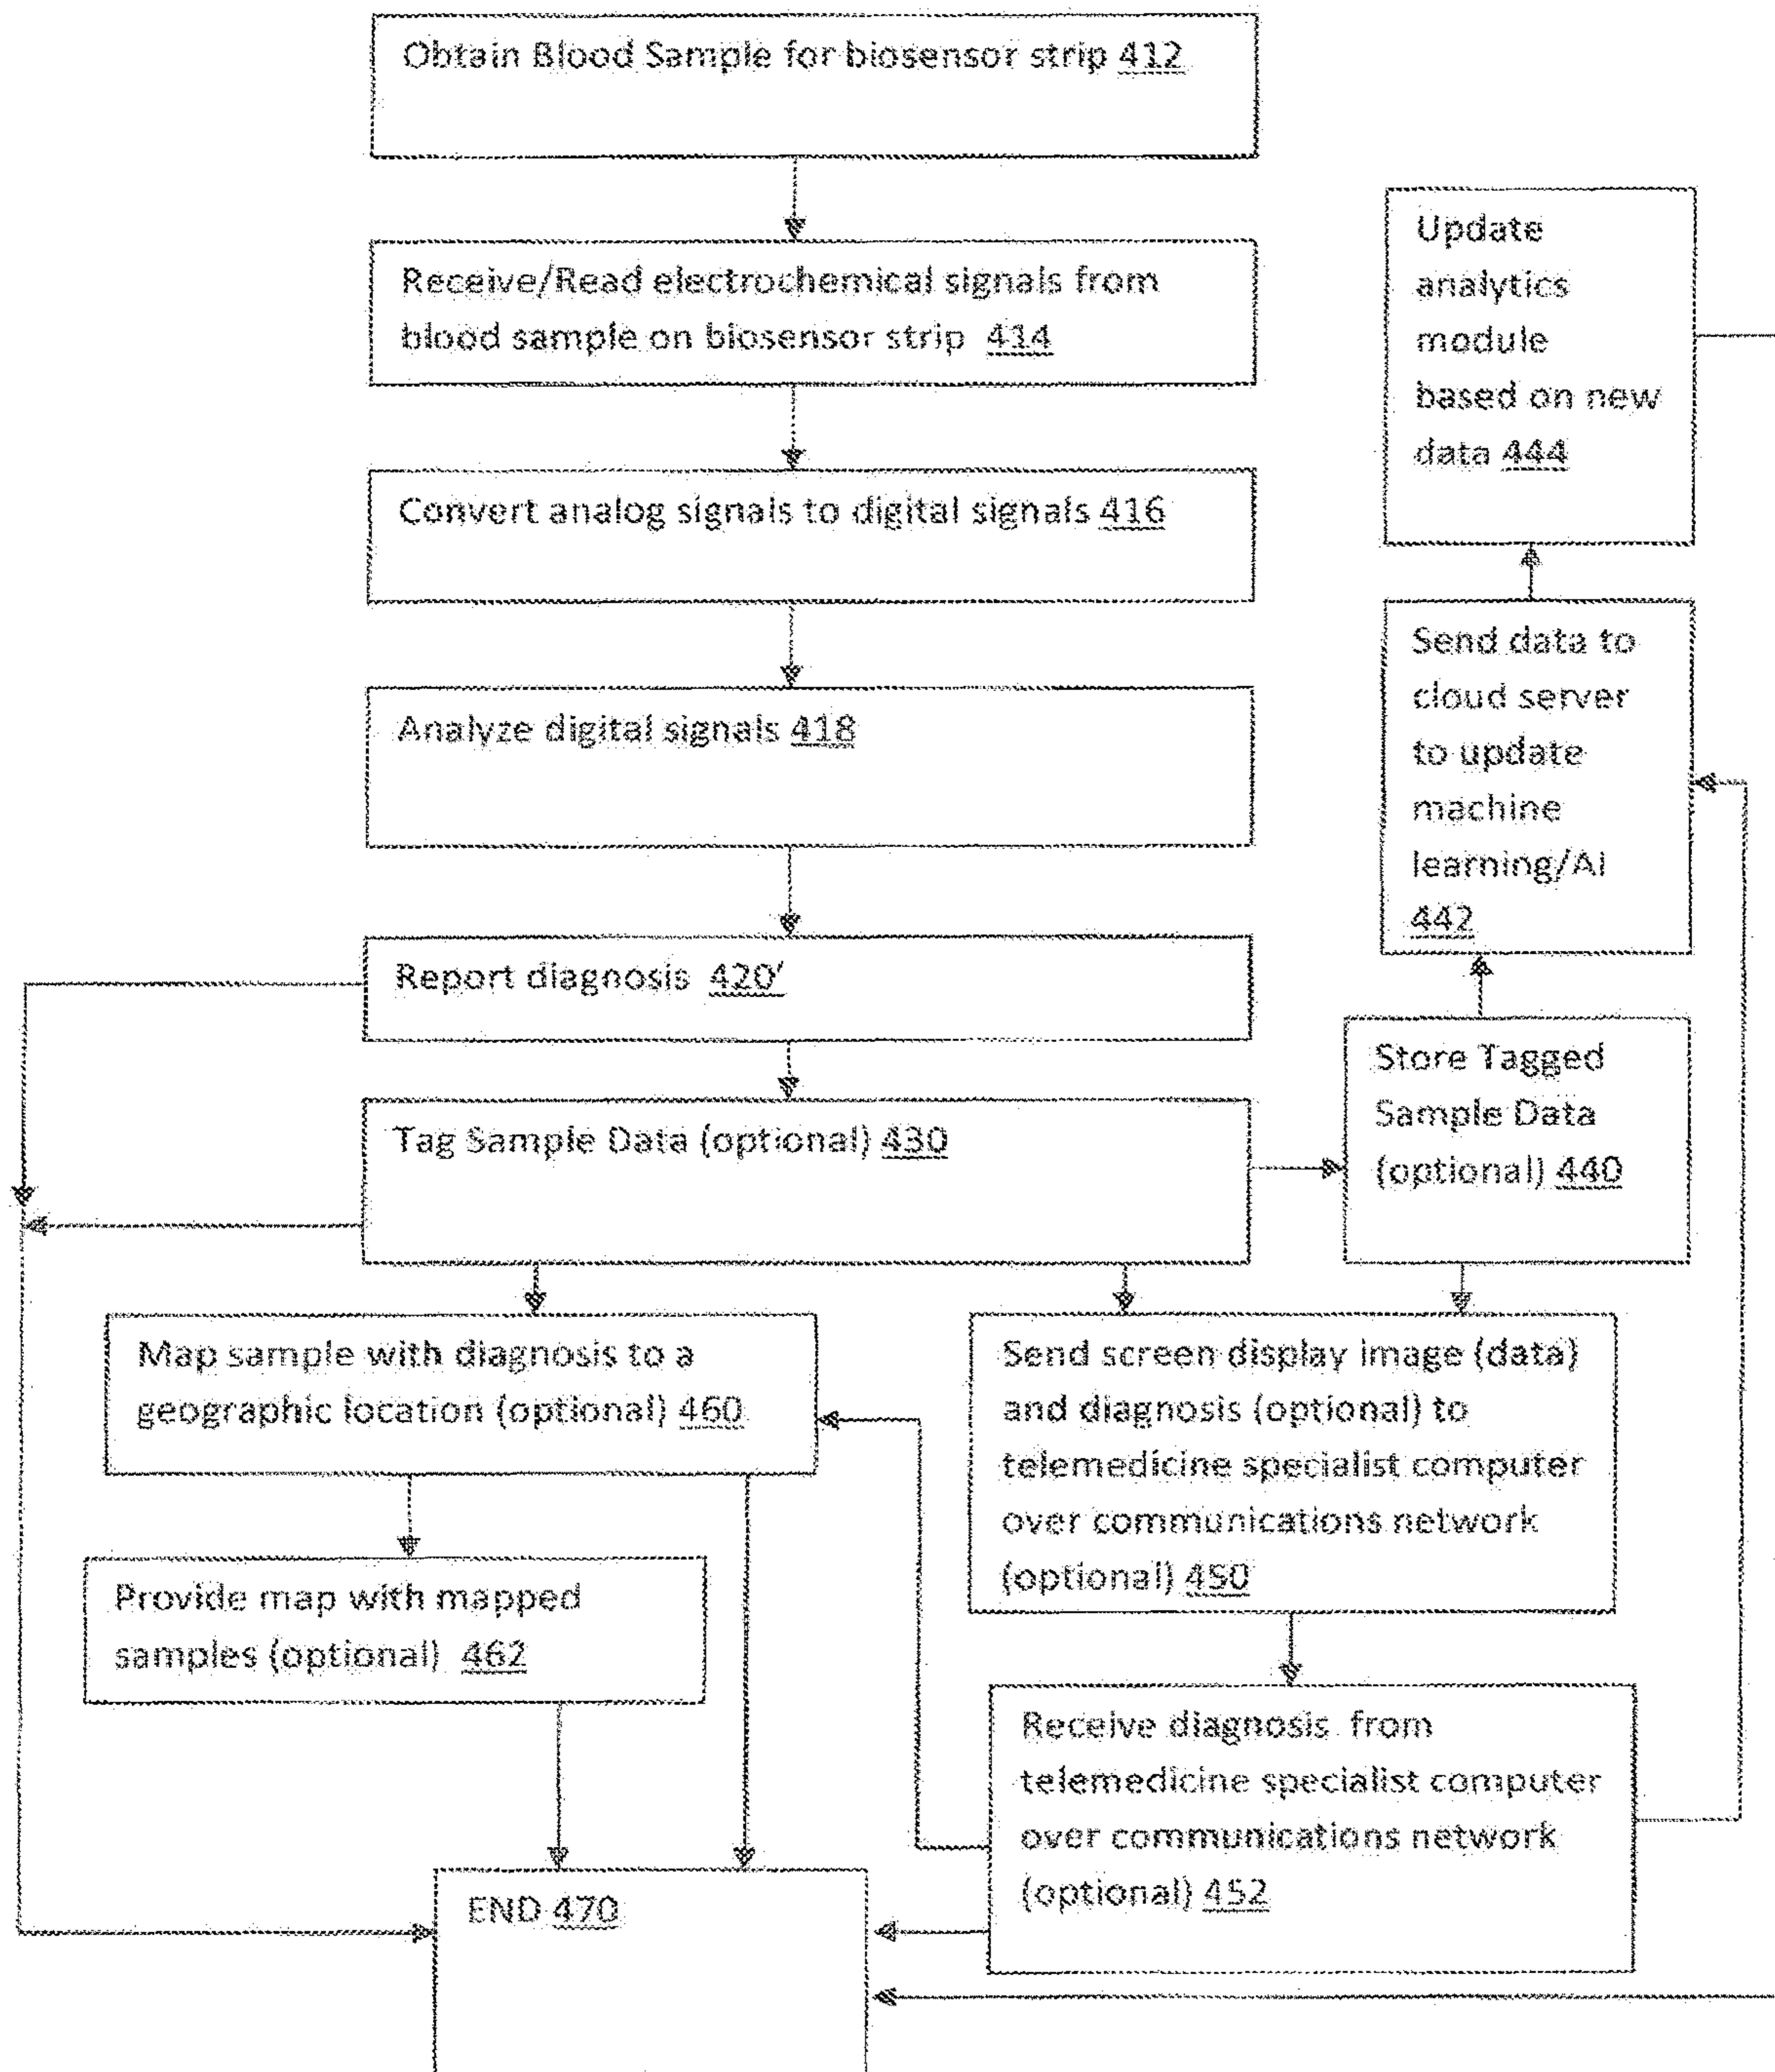 Obtain Blood Sample for biosensor strip 412
Receive/Read electrochemical signals from
blood sample on biosensor strip 414
Convert analog signals to digital signals 416
Analyze digital signals 418
Report diagnosis 420'
Tag Sample Data (optional) 430
Update
analytics
module
based on new
data 444
Send data to
cloud server
to update
machine
learning/AI
442
Store Tagged
Sample Data
(optional) 440
Map sample with diagnosis to a
geographic location (optional) 460
Provide map with mapped
samples (optional) 462
Send screen display image (data)
and diagnosis (optional) to
telemedicine specialist computer
over communications network
(optional) 450
Receive diagnosis from
telemedicine specialist computer
over communications network
(optional) 452
END 470